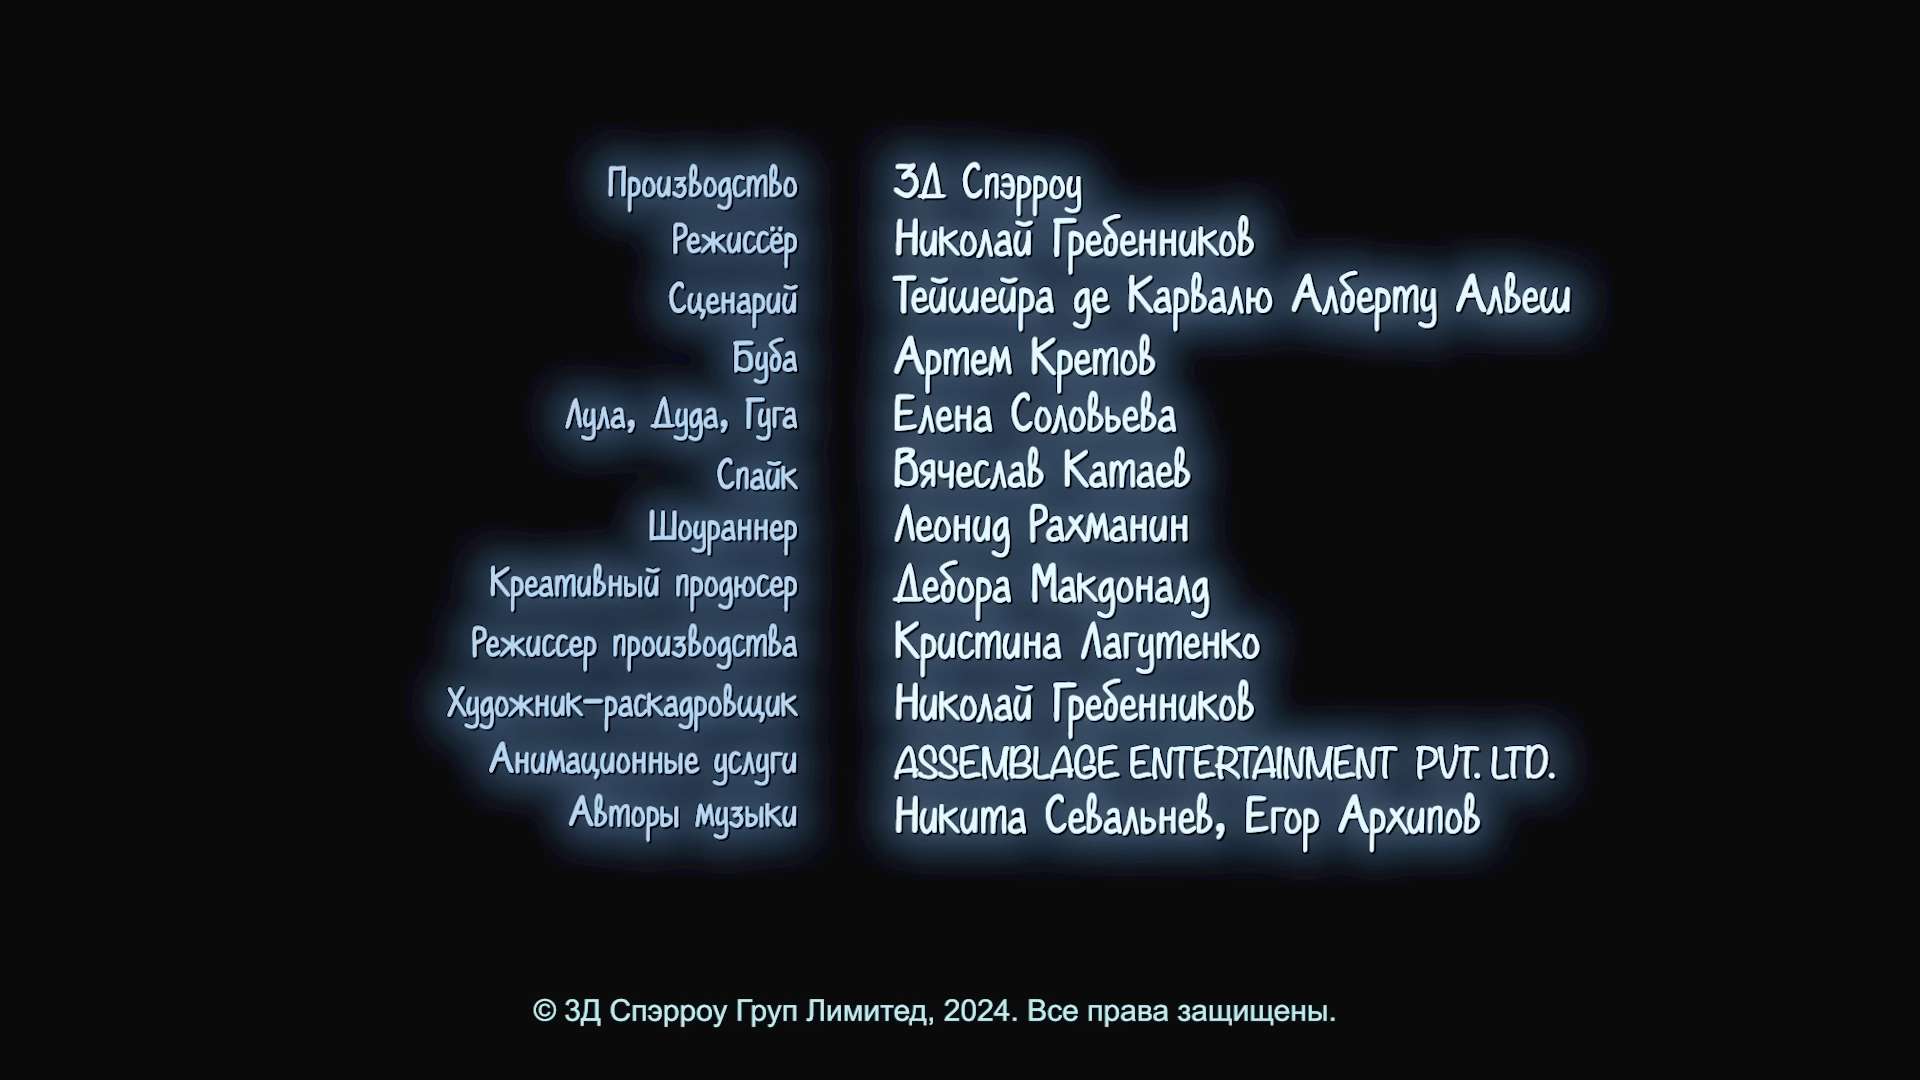 Производство 3Д Спэрроу
Режиссёр Николай Гребенников
Сценарий Тейшейра де Карвалю Алберту Алвеш
Буба Артем Кретов
Лула, Дуда, Гуга Елена Соловьева
Спайк Вячеслав Катаев
Шоураннер Леонид Рахманин
Креативный продюсер Дебора Макдоналд
Режиссер производства Кристина Лагутенко
Художник-раскадровщик Николай Гребенников
Анимационные услуги ASSEMBLAGE ENTERTAINMENT PVT. LTD.
Авторы музыки Никита Севальнев, Егор Архипов
© 3Д Спэрроу Груп Лимитед, 2024. Все права защищены.